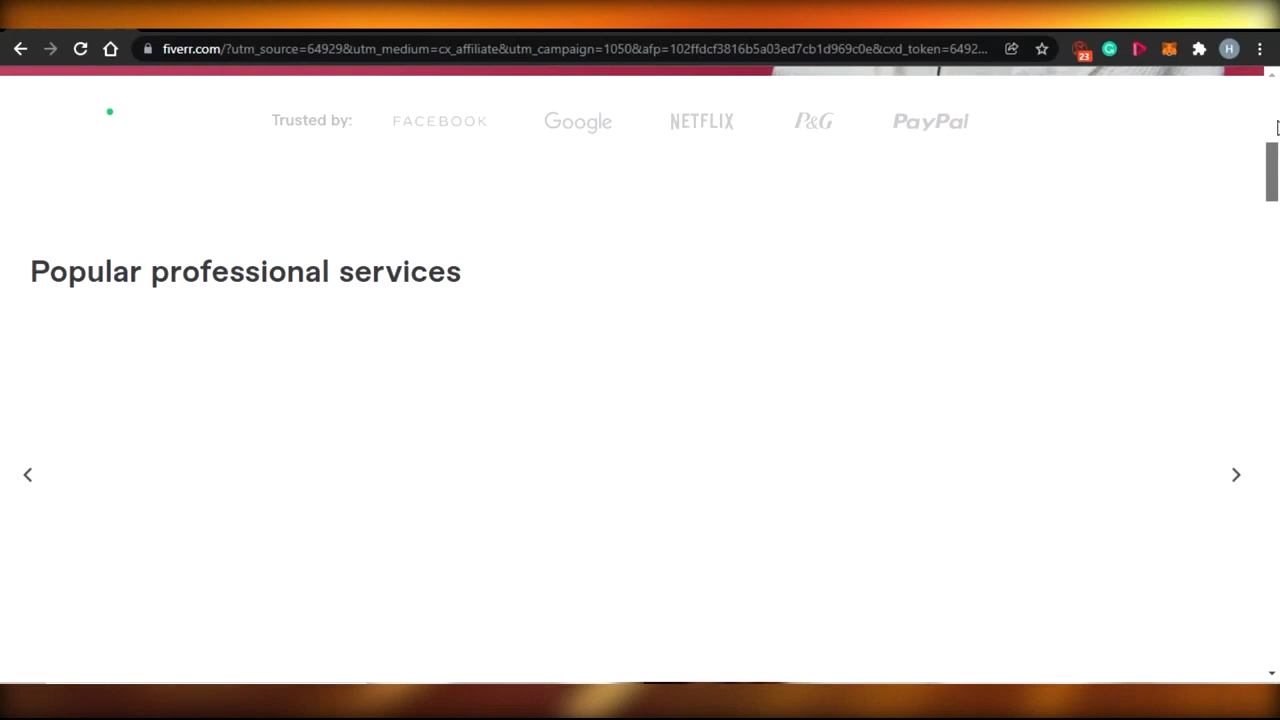 fiverr.com/?utm_source=64929&utm_medium=cx_affiliate&utm_campaign=1050&afp=102ffdcf3816b5a03ed7cb1d969c0e&cxd_token=6492...
23
H
Trusted by: FACEBOOK Google NETFLIX P&G PayPal
Popular professional services